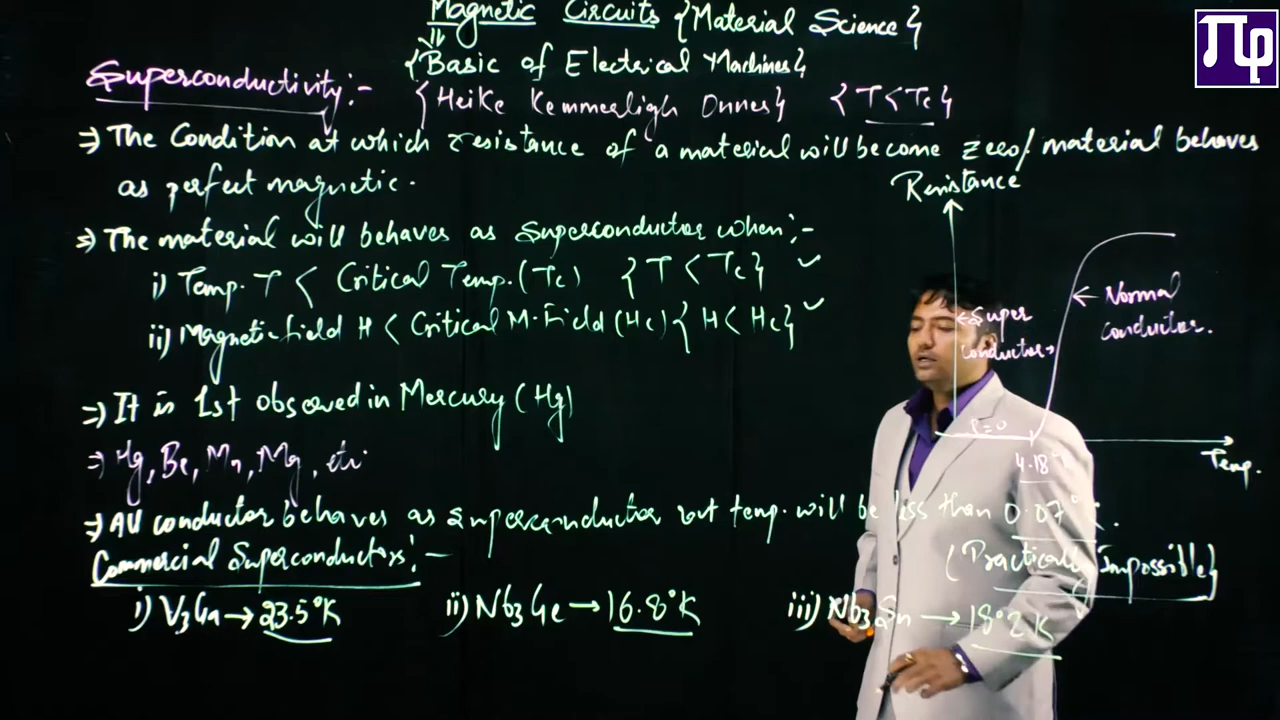 Magnetic Circuits {Material Science}
{Basic of Electrical Machines}
Superconductivity:-
{Heike Kemmerligh Onnes} {T < Tc}
⇒ The Condition at which resistance of a material will become zero/ material behaves
as perfect magnetic.
⇒ The material will behaves as Superconductor when:-
i) Temp. T < Critical Temp. (Tc) {T < Tc} ✓
ii) Magnetic field H < Critical M. Field (Hc) {H < Hc} ✓
⇒ It is 1st observed in Mercury (Hg)
⇒ Hg, Be, Mn, Mg, etc.
⇒ All conductor behaves as Superconductor but temp. will be less than 0.07°K.
(Practically Impossible)
Commercial Superconductors:-
i) V3Ga → 23.5°K ii) Nb3Ge → 16.8°K iii) Nb3Sn → 18°2 K
Resistance
← Super
conductor→
← Normal
conductor.
R=0
4.18°
Temp.